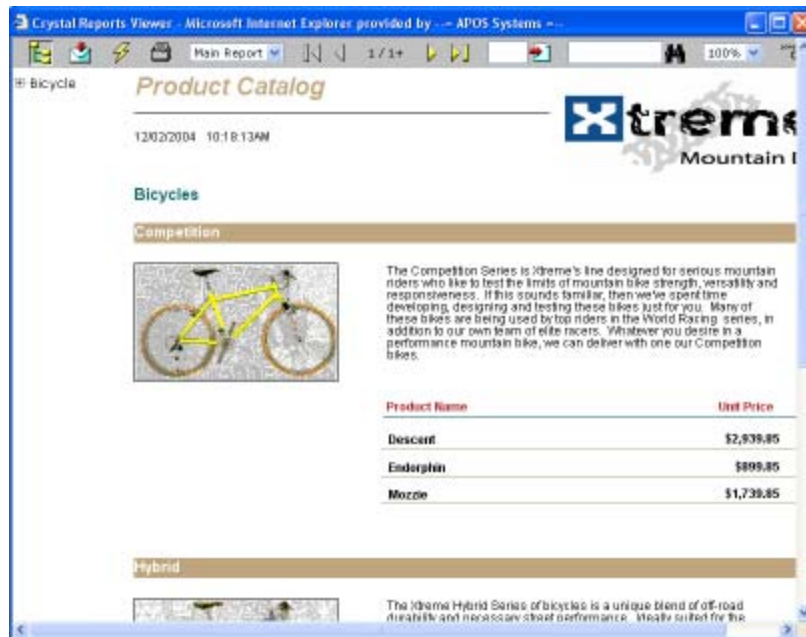 Crystal Reports Viewer - Microsoft Internet Explorer provided by --= APOS Systems =--
Main Report
1 / 1+
100%
Bicycle
Product Catalog
12/02/2004 10:18:13AM
Xtreme
Mountain
Bicycles
Competition
The Competition Series is Xtreme's line designed for serious mountain
riders who like to test the limits of mountain bike strength, versatility and
responsiveness. If this sounds familiar, then we've spent time
developing, designing and testing these bikes just for you. Many of
these bikes are being used by top riders in the World Racing series, in
addition to our own team of elite racers. Whatever you desire in a
performance mountain bike, we can deliver with one our Competition
bikes.
Product Name Unit Price
Descent $2,939.85
Endorphin $899.85
Mozzie $1,739.85
Hybrid
The Xtreme Hybrid Series of bicycles is a unique blend of off-road
durability and necessary street performance. Ideally suited for the